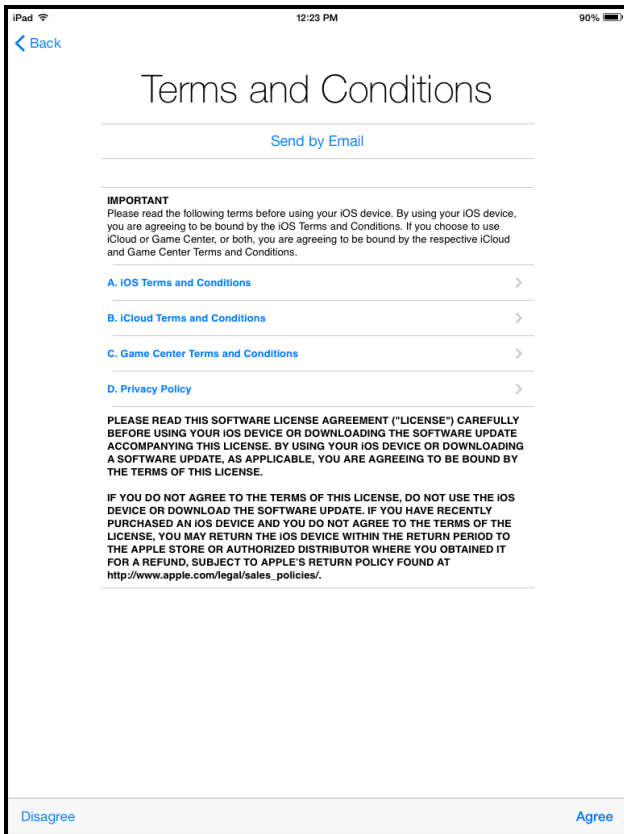 iPad 12:23 PM 90%
Back
Terms and Conditions
Send by Email
IMPORTANT
Please read the following terms before using your iOS device. By using your iOS device,
you are agreeing to be bound by the iOS Terms and Conditions. If you choose to use
iCloud or Game Center, or both, you are agreeing to be bound by the respective iCloud
and Game Center Terms and Conditions.
A. iOS Terms and Conditions
B. iCloud Terms and Conditions
C. Game Center Terms and Conditions
D. Privacy Policy
PLEASE READ THIS SOFTWARE LICENSE AGREEMENT ("LICENSE") CAREFULLY
BEFORE USING YOUR iOS DEVICE OR DOWNLOADING THE SOFTWARE UPDATE
ACCOMPANYING THIS LICENSE. BY USING YOUR iOS DEVICE OR DOWNLOADING
A SOFTWARE UPDATE, AS APPLICABLE, YOU ARE AGREEING TO BE BOUND BY
THE TERMS OF THIS LICENSE.
IF YOU DO NOT AGREE TO THE TERMS OF THIS LICENSE, DO NOT USE THE iOS
DEVICE OR DOWNLOAD THE SOFTWARE UPDATE. IF YOU HAVE RECENTLY
PURCHASED AN iOS DEVICE AND YOU DO NOT AGREE TO THE TERMS OF THE
LICENSE, YOU MAY RETURN THE iOS DEVICE WITHIN THE RETURN PERIOD TO
THE APPLE STORE OR AUTHORIZED DISTRIBUTOR WHERE YOU OBTAINED IT
FOR A REFUND, SUBJECT TO APPLE'S RETURN POLICY FOUND AT
http://www.apple.com/legal/sales_policies/.
Disagree Agree